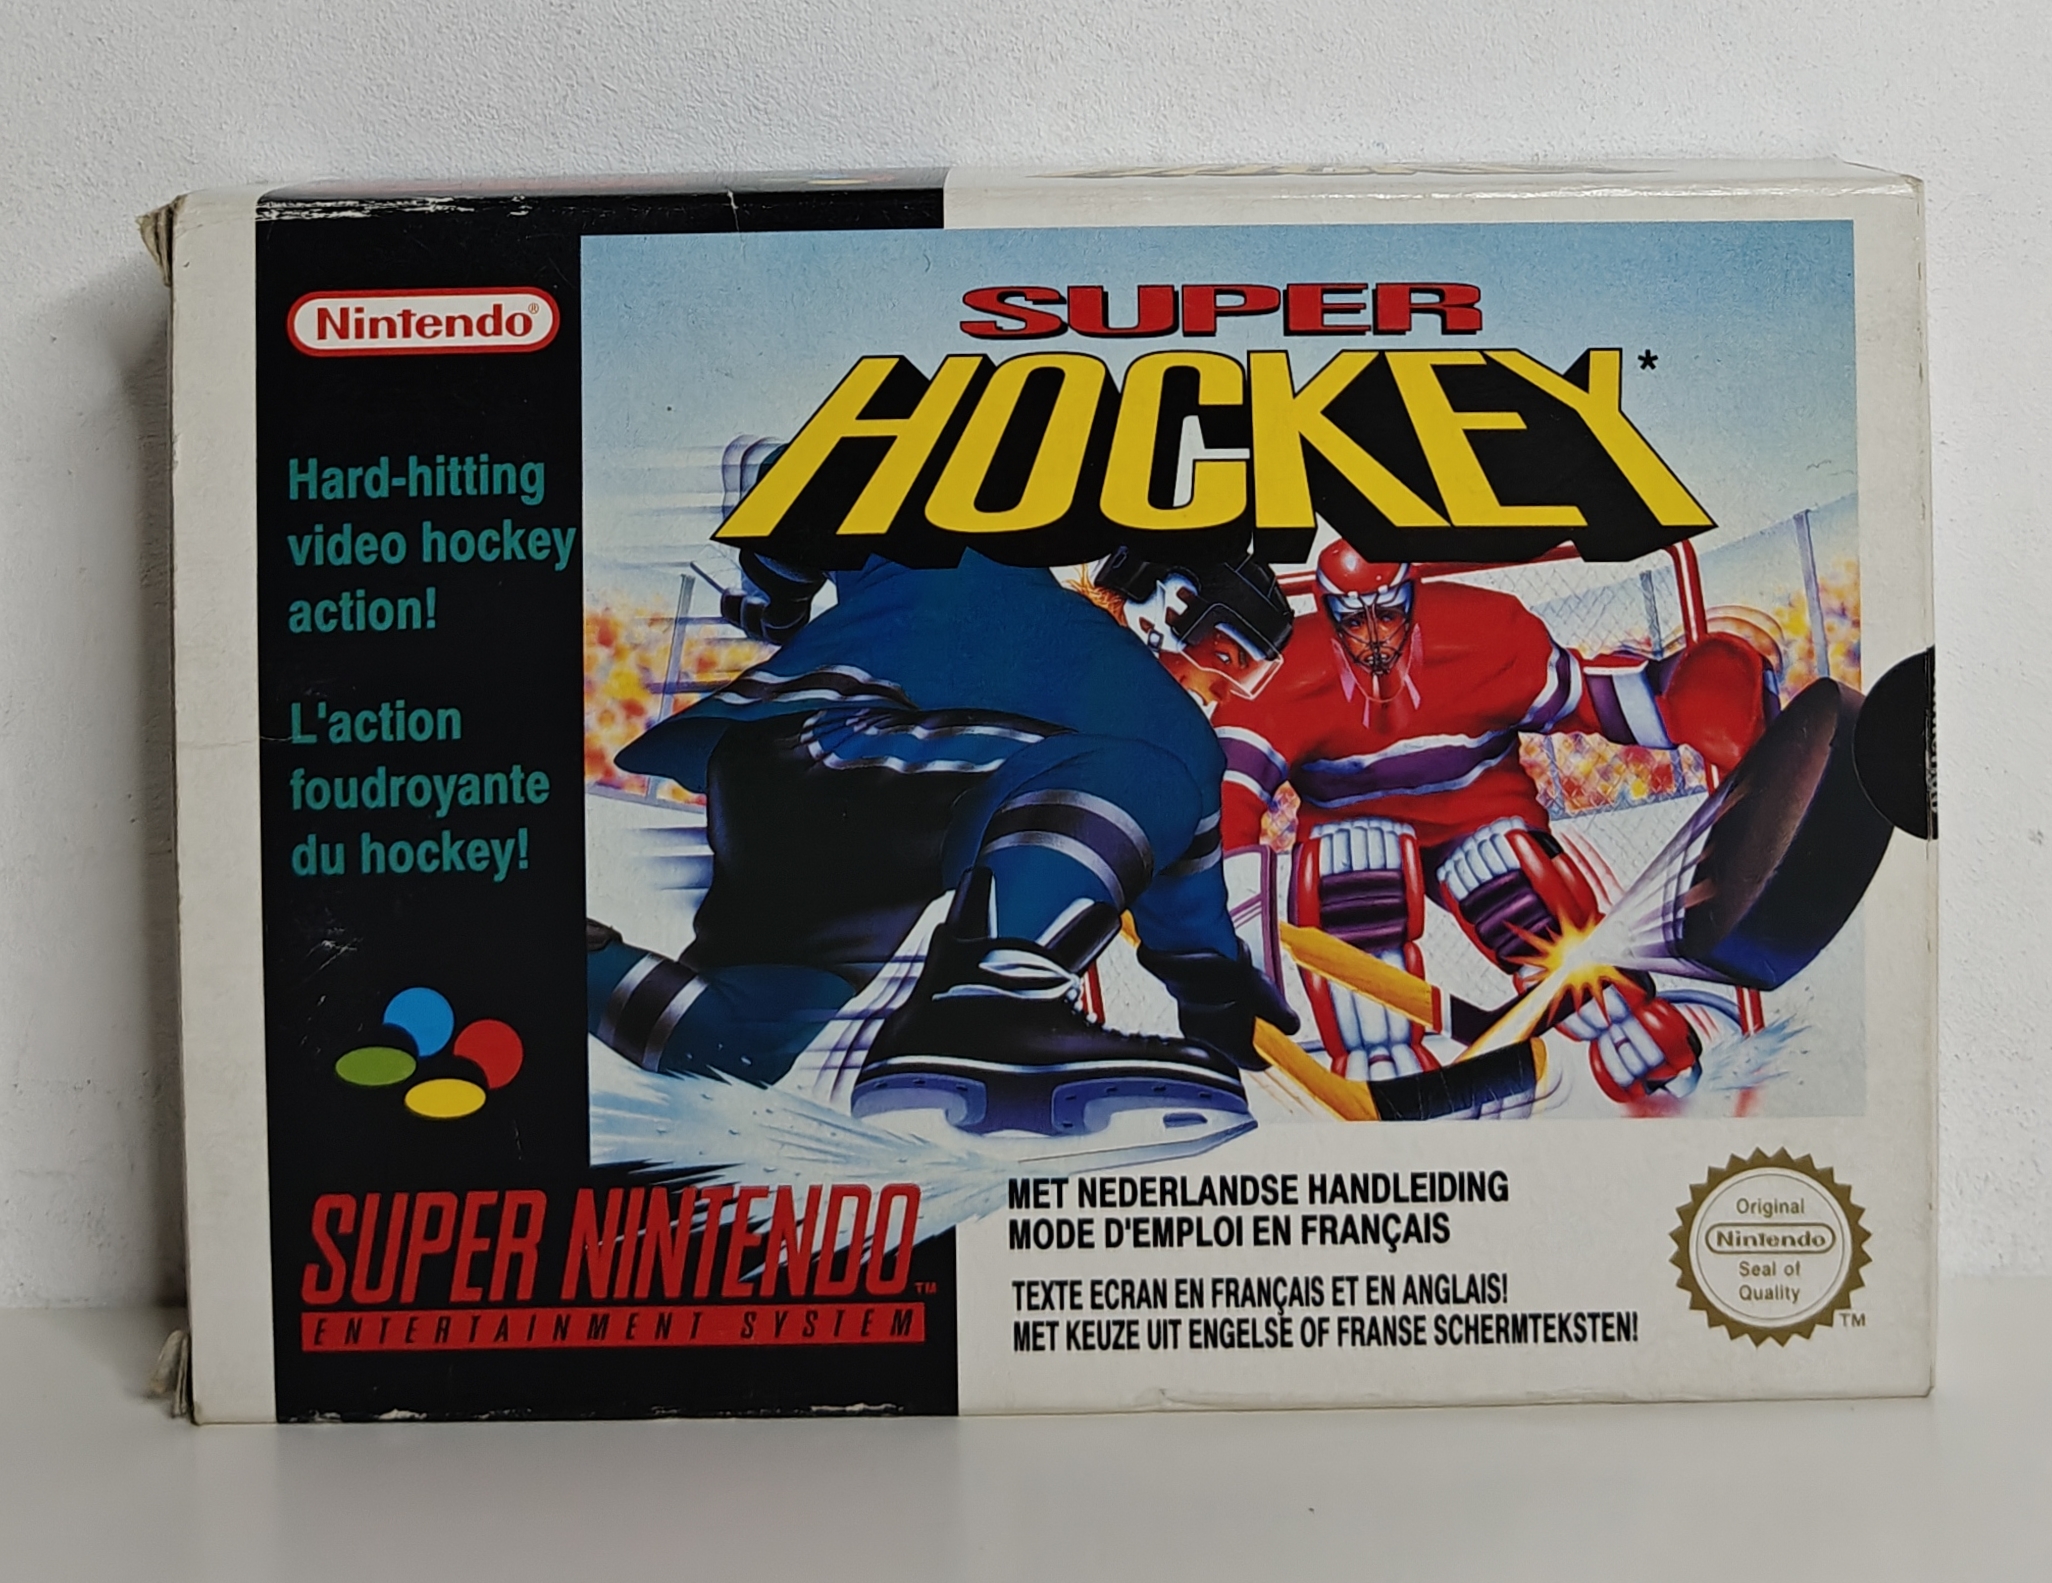 Nintendo®
Hard-hitting
video hockey
action!
L'action
foudroyante
du hockey!
SUPER NINTENDO™
ENTERTAINMENT SYSTEM
SUPER
HOCKEY*
MET NEDERLANDSE HANDLEIDING
MODE D'EMPLOI EN FRANÇAIS
TEXTE ECRAN EN FRANÇAIS ET EN ANGLAIS!
MET KEUZE UIT ENGELSE OF FRANSE SCHERMTEKSTEN!
Original
Nintendo
Seal of
Quality
TM